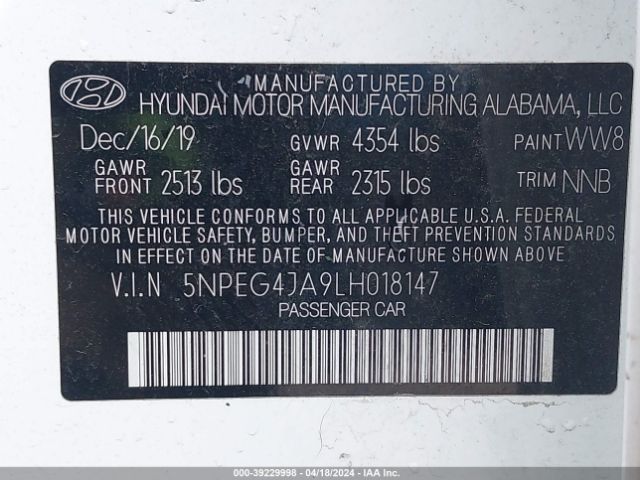 MANUFACTURED BY
HYUNDAI MOTOR MANUFACTURING ALABAMA, LLC
Dec/16/19 GVWR 4354 lbs PAINT WW8
GAWR FRONT 2513 lbs GAWR REAR 2315 lbs TRIM NNB
THIS VEHICLE CONFORMS TO ALL APPLICABLE U.S.A. FEDERAL
MOTOR VEHICLE SAFETY, BUMPER, AND THEFT PREVENTION STANDARDS
IN EFFECT ON THE DATE OF MANUFACTURE SHOWN ABOVE.
V.I.N 5NPEG4JA9LH018147
PASSENGER CAR
000-39229998 - 04/18/2024 - IAAI.com